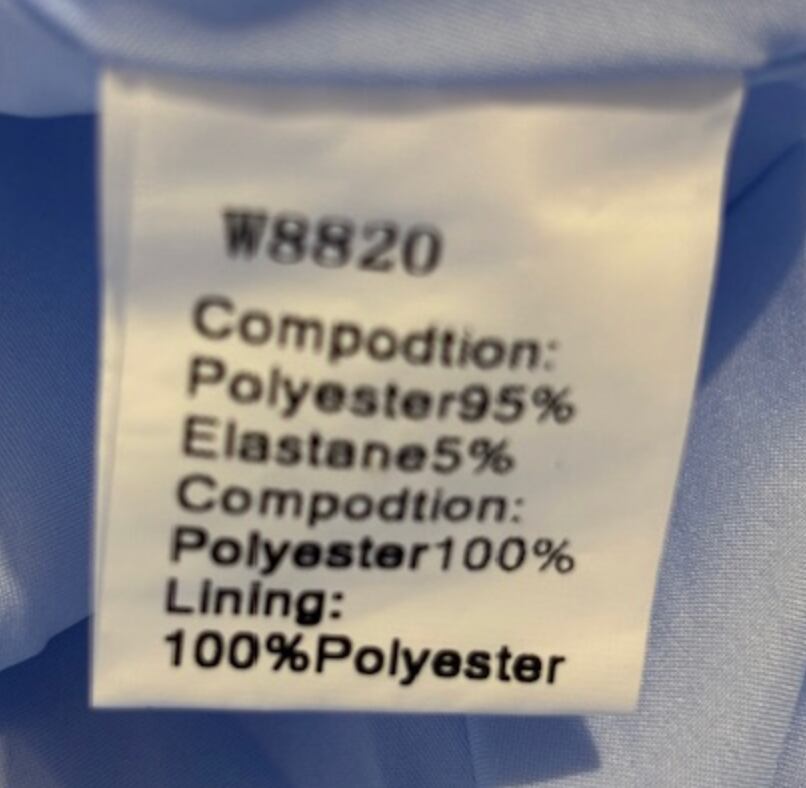 W8820
Compodtion:
Polyester95%
Elastane5%
Compodtion:
Polyester100%
Lining:
100%Polyester